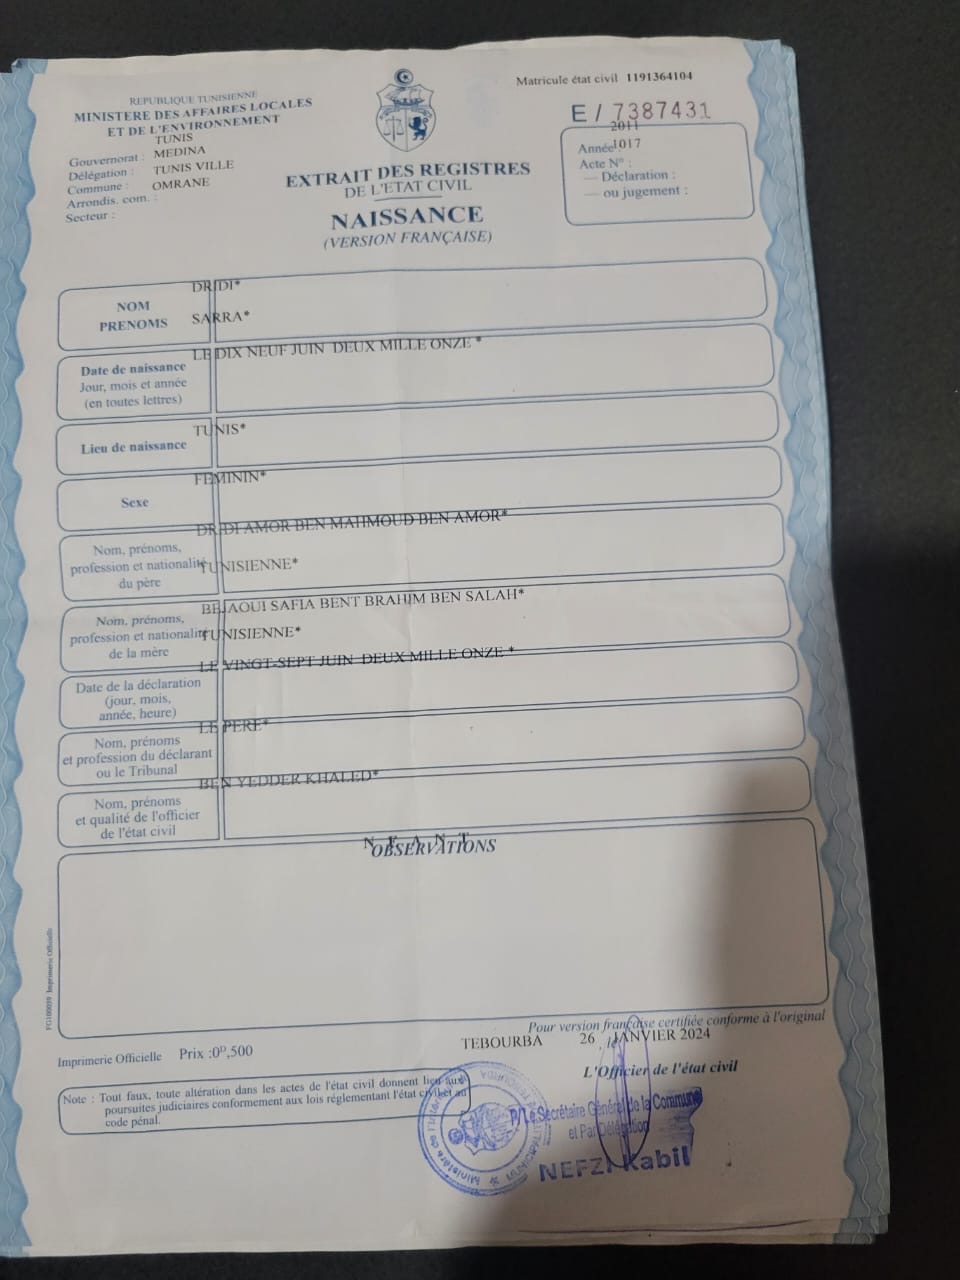 Matricule état civil 1191364104
REPUBLIQUE TUNISIENNE
MINISTERE DES AFFAIRES LOCALES
ET DE L'ENVIRONNEMENT
Gouvernorat : TUNIS
Délégation : MEDINA
Commune : TUNIS VILLE
Arrondis. com. : OMRANE
Secteur :
E / 7387431
Année : 2011
Acte N° : 1017
— Déclaration :
— ou jugement :
EXTRAIT DES REGISTRES
DE L'ETAT CIVIL
NAISSANCE
(VERSION FRANÇAISE)
NOM
DRIDI*
PRENOMS
SARRA*
Date de naissance
Jour, mois et année
(en toutes lettres)
LE DIX NEUF JUIN DEUX MILLE ONZE *
Lieu de naissance
TUNIS*
Sexe
FEMININ*
Nom, prénoms,
profession et nationalité
du père
DRIDI AMOR BEN MAHMOUD BEN AMOR*
TUNISIENNE*
Nom, prénoms,
profession et nationalité
de la mère
BEJAOUI SAFIA BENT BRAHIM BEN SALAH*
TUNISIENNE*
Date de la déclaration
(jour, mois,
année, heure)
LE VINGT-SEPT JUIN DEUX MILLE ONZE *
Nom, prénoms
et profession du déclarant
ou le Tribunal
LE PERE*
Nom, prénoms
et qualité de l'officier
de l'état civil
BEN YEDDER KHALED*
N E A N T
OBSERVATIONS
FG100039 Imprimerie Officielle
Pour version française certifiée conforme à l'original
TEBOURBA 26 , le JANVIER 2024
L'Officier de l'état civil
Imprimerie Officielle Prix :0ᴰ,500
Note : Tout faux, toute altération dans les actes de l'état civil donnent lieu aux
poursuites judiciaires conformement aux lois réglementant l'état civil et au
code pénal.
P/Le Secrétaire Général de la Commune
et Par Délégation
NEFZI Kabil